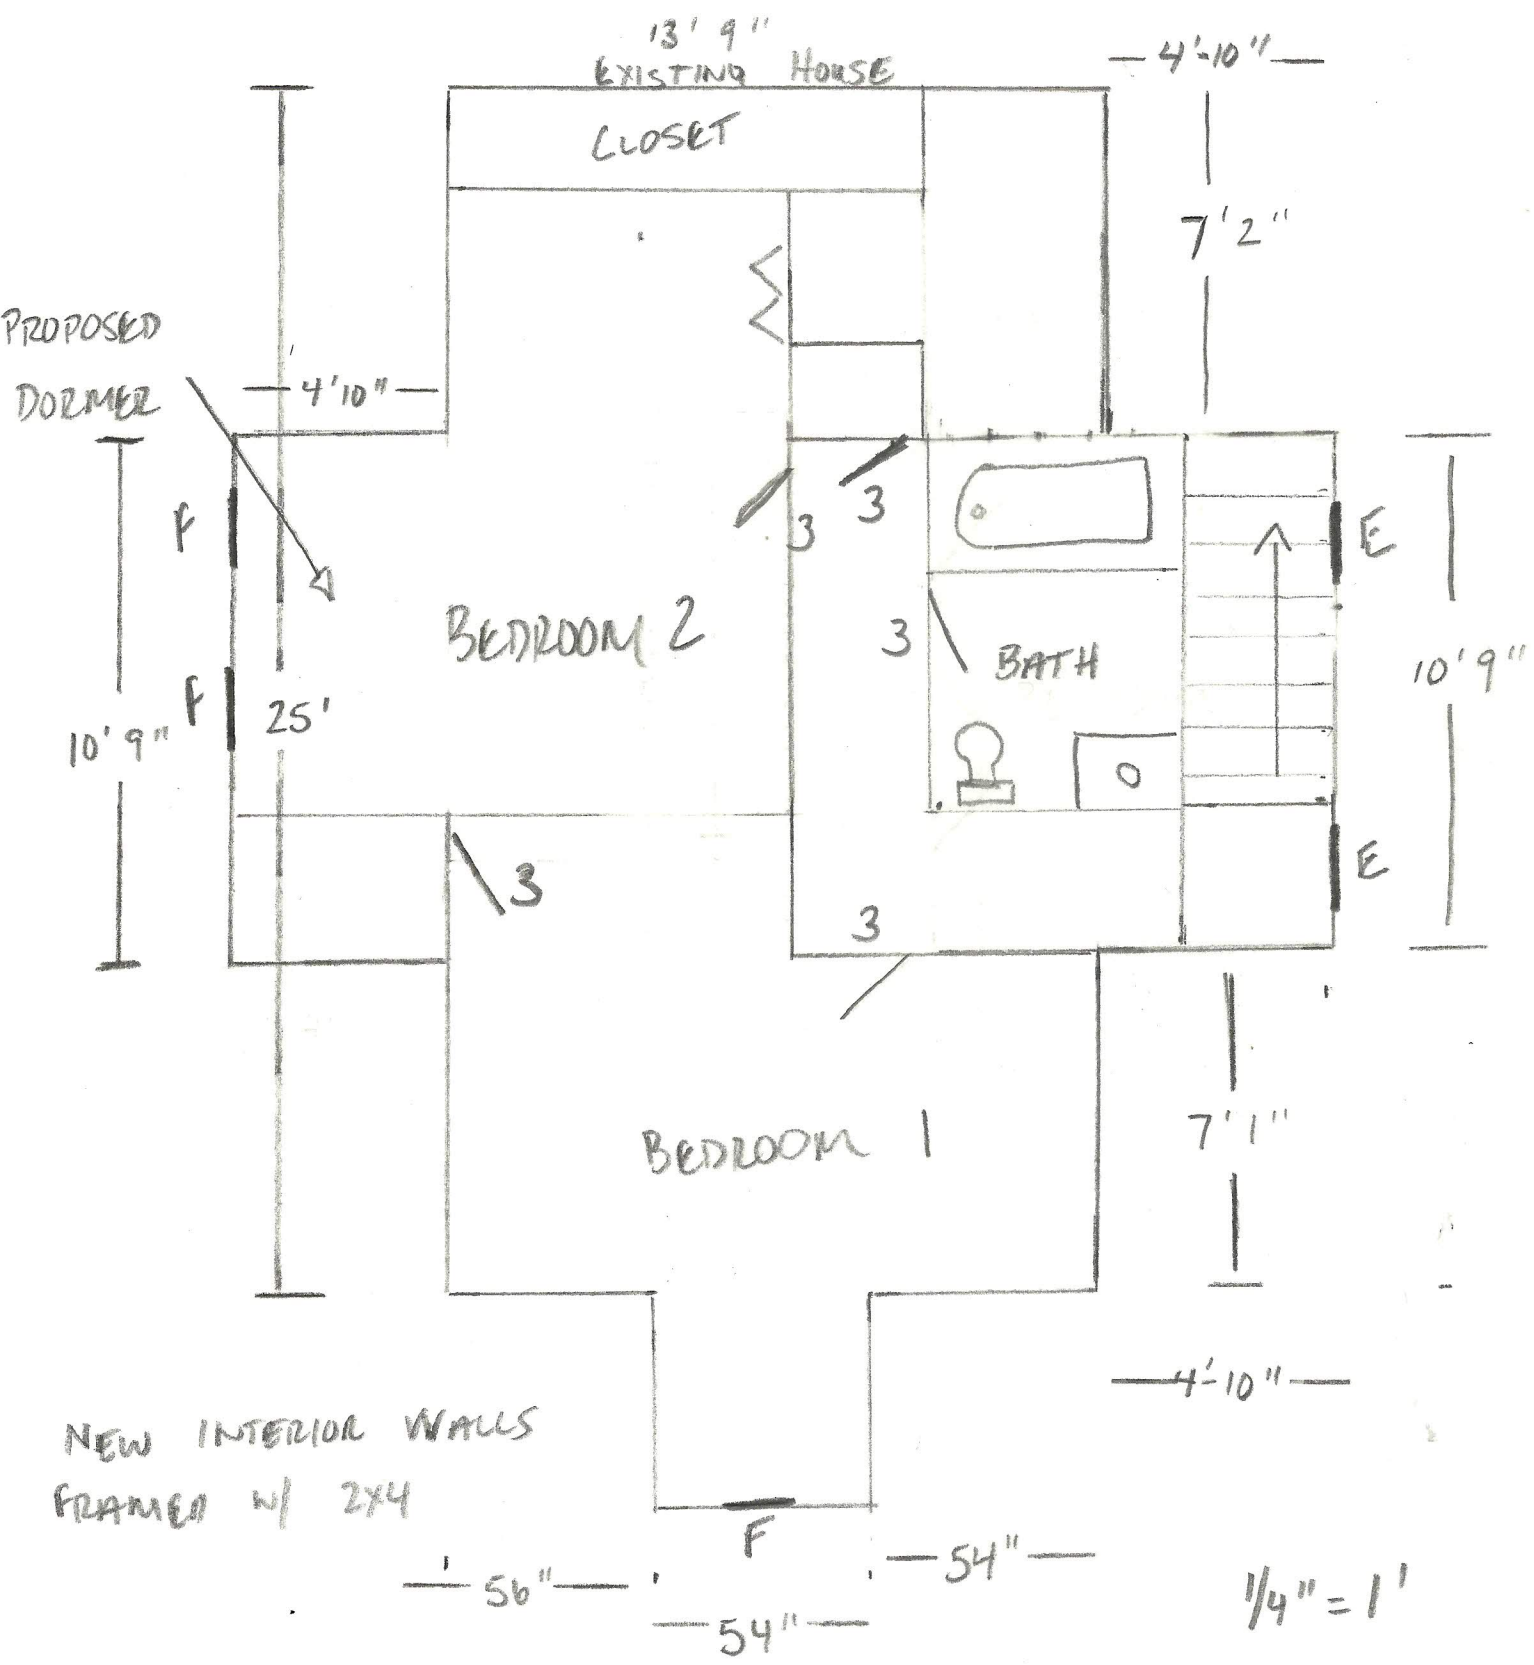 13' 9"
EXISTING HOUSE
4'-10"
CLOSET
7'2"
PROPOSED
DORMER
4'10"
3
3
F
E
BEDROOM 2
3
BATH
10'9"
F
25'
10'9"
3
E
3
BEDROOM 1
7'1"
4'-10"
NEW INTERIOR WALLS
FRAMED W/ 2x4
F
54"
56"
54"
1/4" = 1'